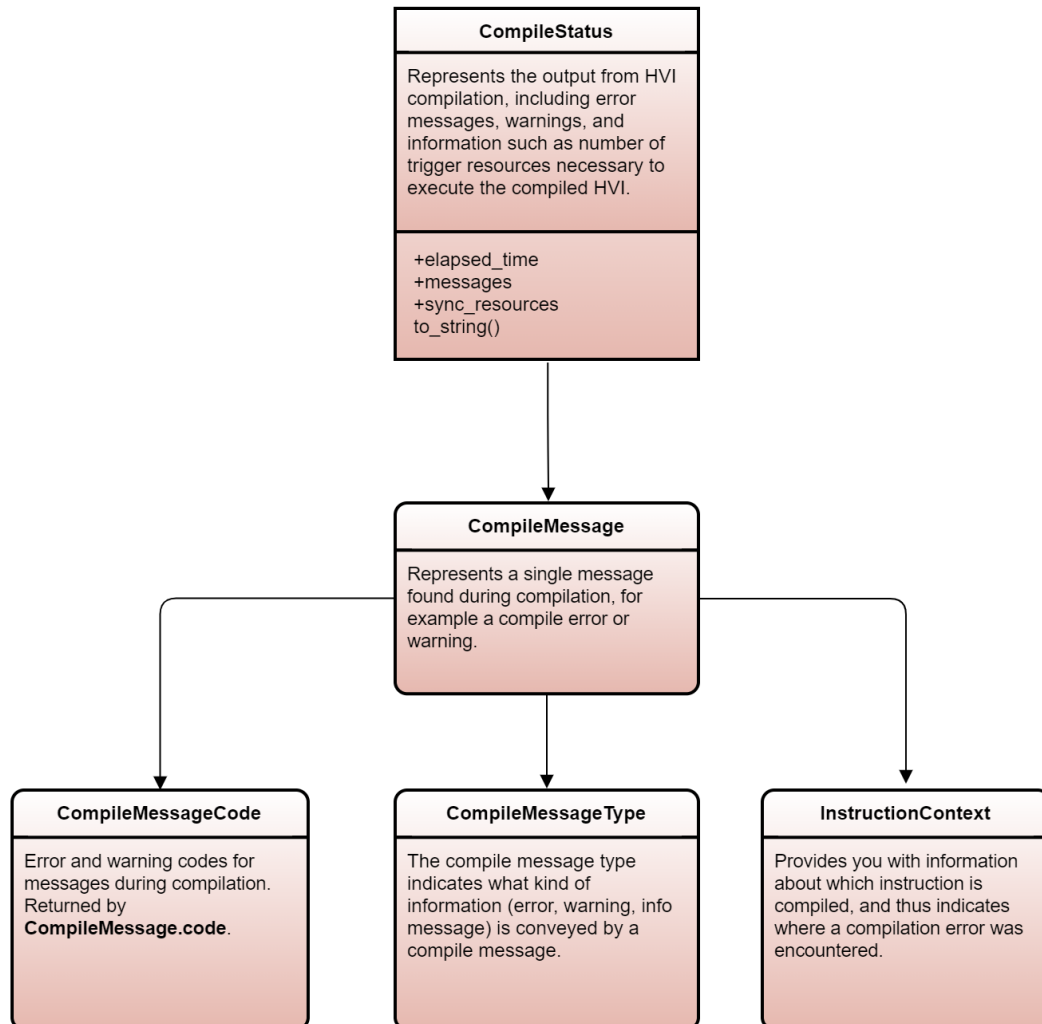 CompileStatus
Represents the output from HVI
compilation, including error
messages, warnings, and
information such as number of
trigger resources necessary to
execute the compiled HVI.
+elapsed_time
+messages
+sync_resources
to_string()
CompileMessage
Represents a single message
found during compilation, for
example a compile error or
warning.
CompileMessageCode
Error and warning codes for
messages during compilation.
Returned by
CompileMessage.code.
CompileMessageType
The compile message type
indicates what kind of
information (error, warning, info
message) is conveyed by a
compile message.
InstructionContext
Provides you with information
about which instruction is
compiled, and thus indicates
where a compilation error was
encountered.